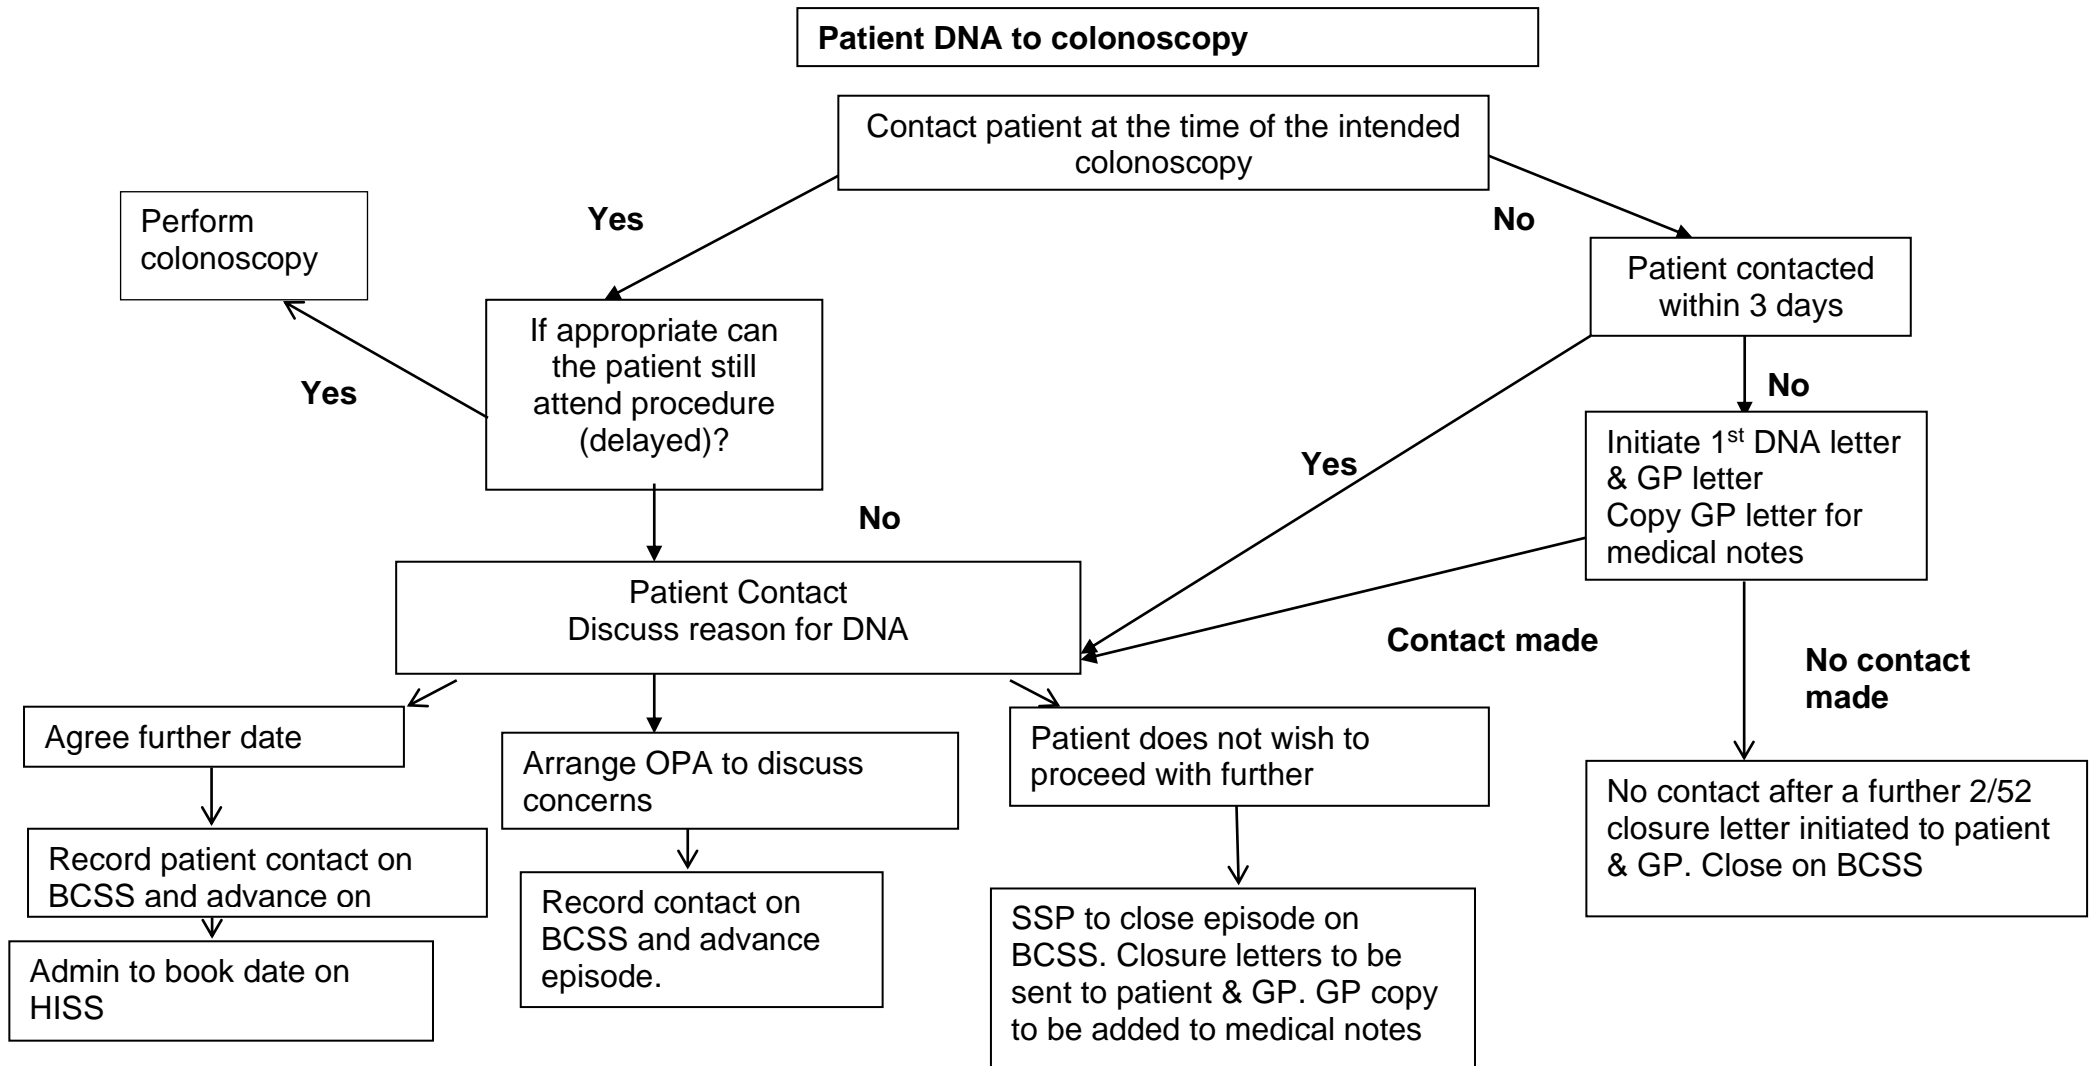 Patient DNA to colonoscopy
Contact patient at the time of the intended
colonoscopy
Yes
No
Perform
colonoscopy
Patient contacted
within 3 days
If appropriate can
the patient still
attend procedure
(delayed)?
Yes
No
Yes
Initiate 1st DNA letter
& GP letter
Copy GP letter for
medical notes
No
Patient Contact
Discuss reason for DNA
Contact made
No contact
made
Agree further date
Arrange OPA to discuss
concerns
Patient does not wish to
proceed with further
No contact after a further 2/52
closure letter initiated to patient
& GP. Close on BCSS
Record patient contact on
BCSS and advance on
Record contact on
BCSS and advance
episode.
SSP to close episode on
BCSS. Closure letters to be
sent to patient & GP. GP copy
to be added to medical notes
Admin to book date on
HISS